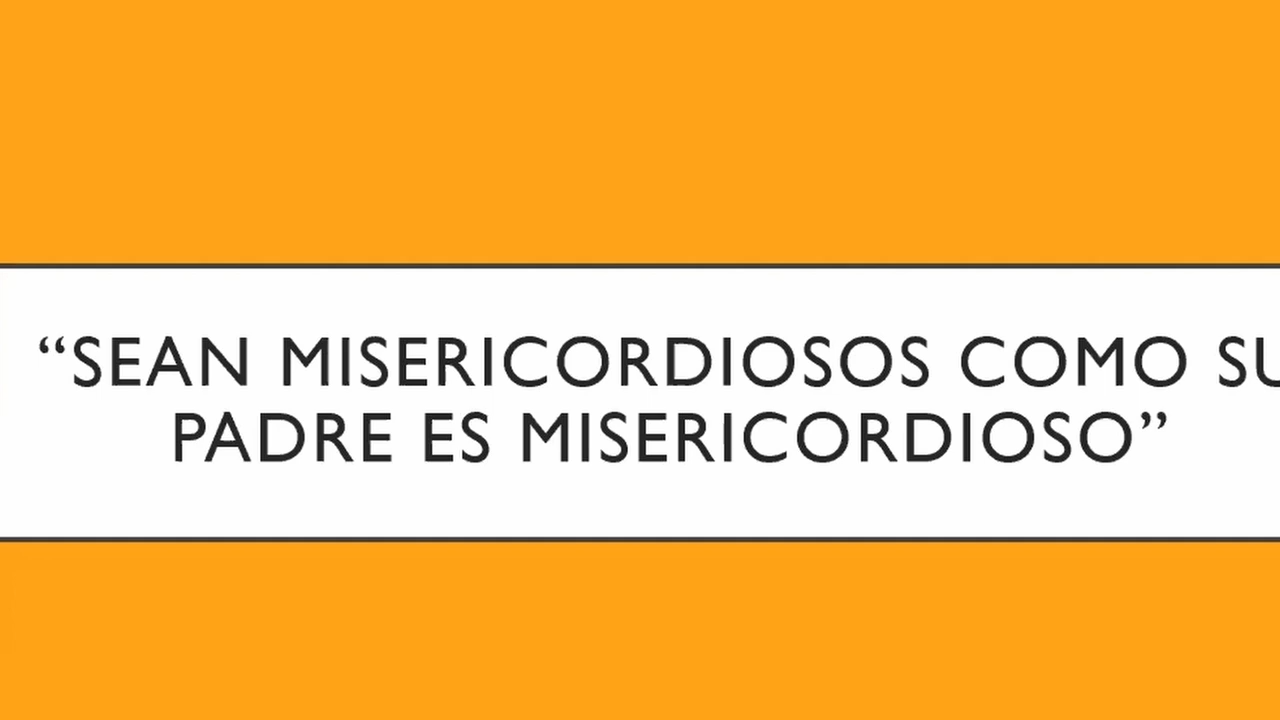 “SEAN MISERICORDIOSOS COMO SU
PADRE ES MISERICORDIOSO”